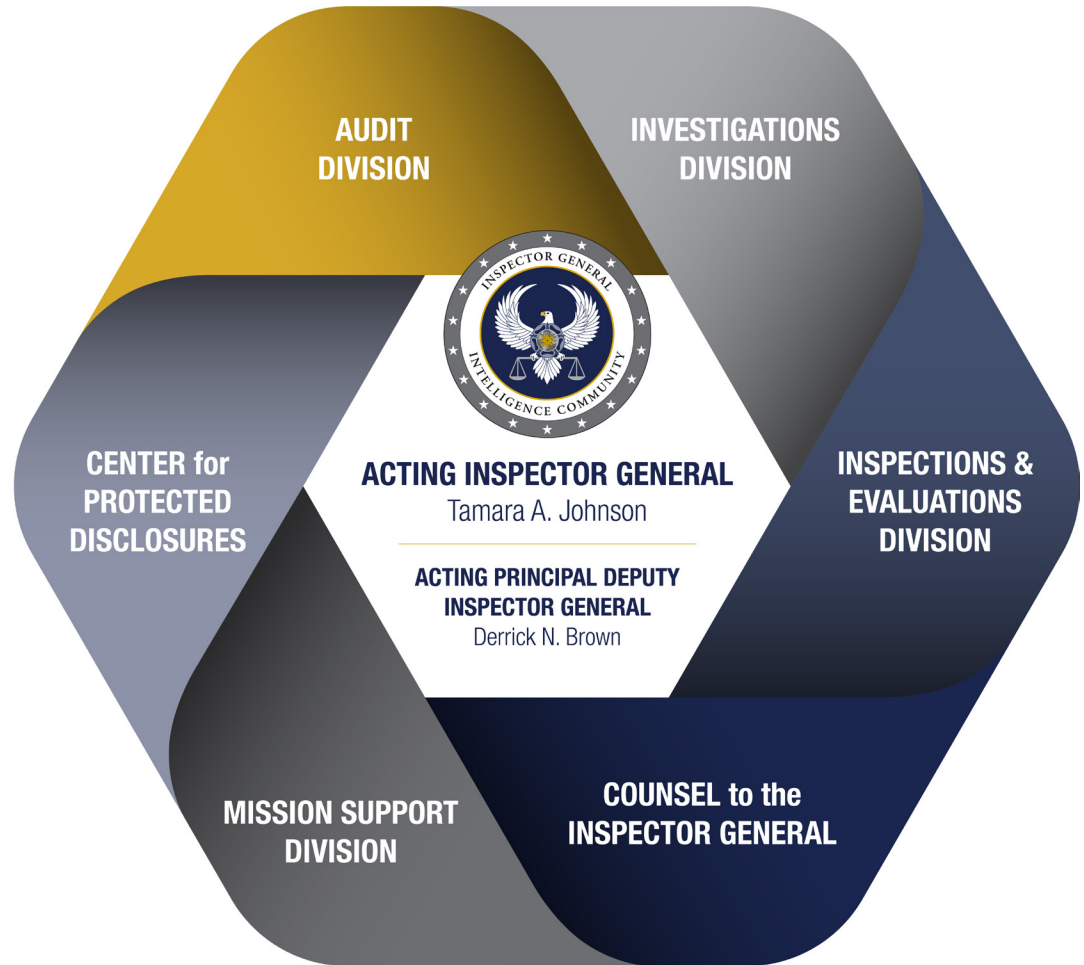 AUDIT
DIVISION
INVESTIGATIONS
DIVISION
INSPECTOR GENERAL
INTELLIGENCE COMMUNITY
CENTER for
PROTECTED
DISCLOSURES
ACTING INSPECTOR GENERAL
Tamara A. Johnson
ACTING PRINCIPAL DEPUTY
INSPECTOR GENERAL
Derrick N. Brown
INSPECTIONS &
EVALUATIONS
DIVISION
MISSION SUPPORT
DIVISION
COUNSEL to the
INSPECTOR GENERAL